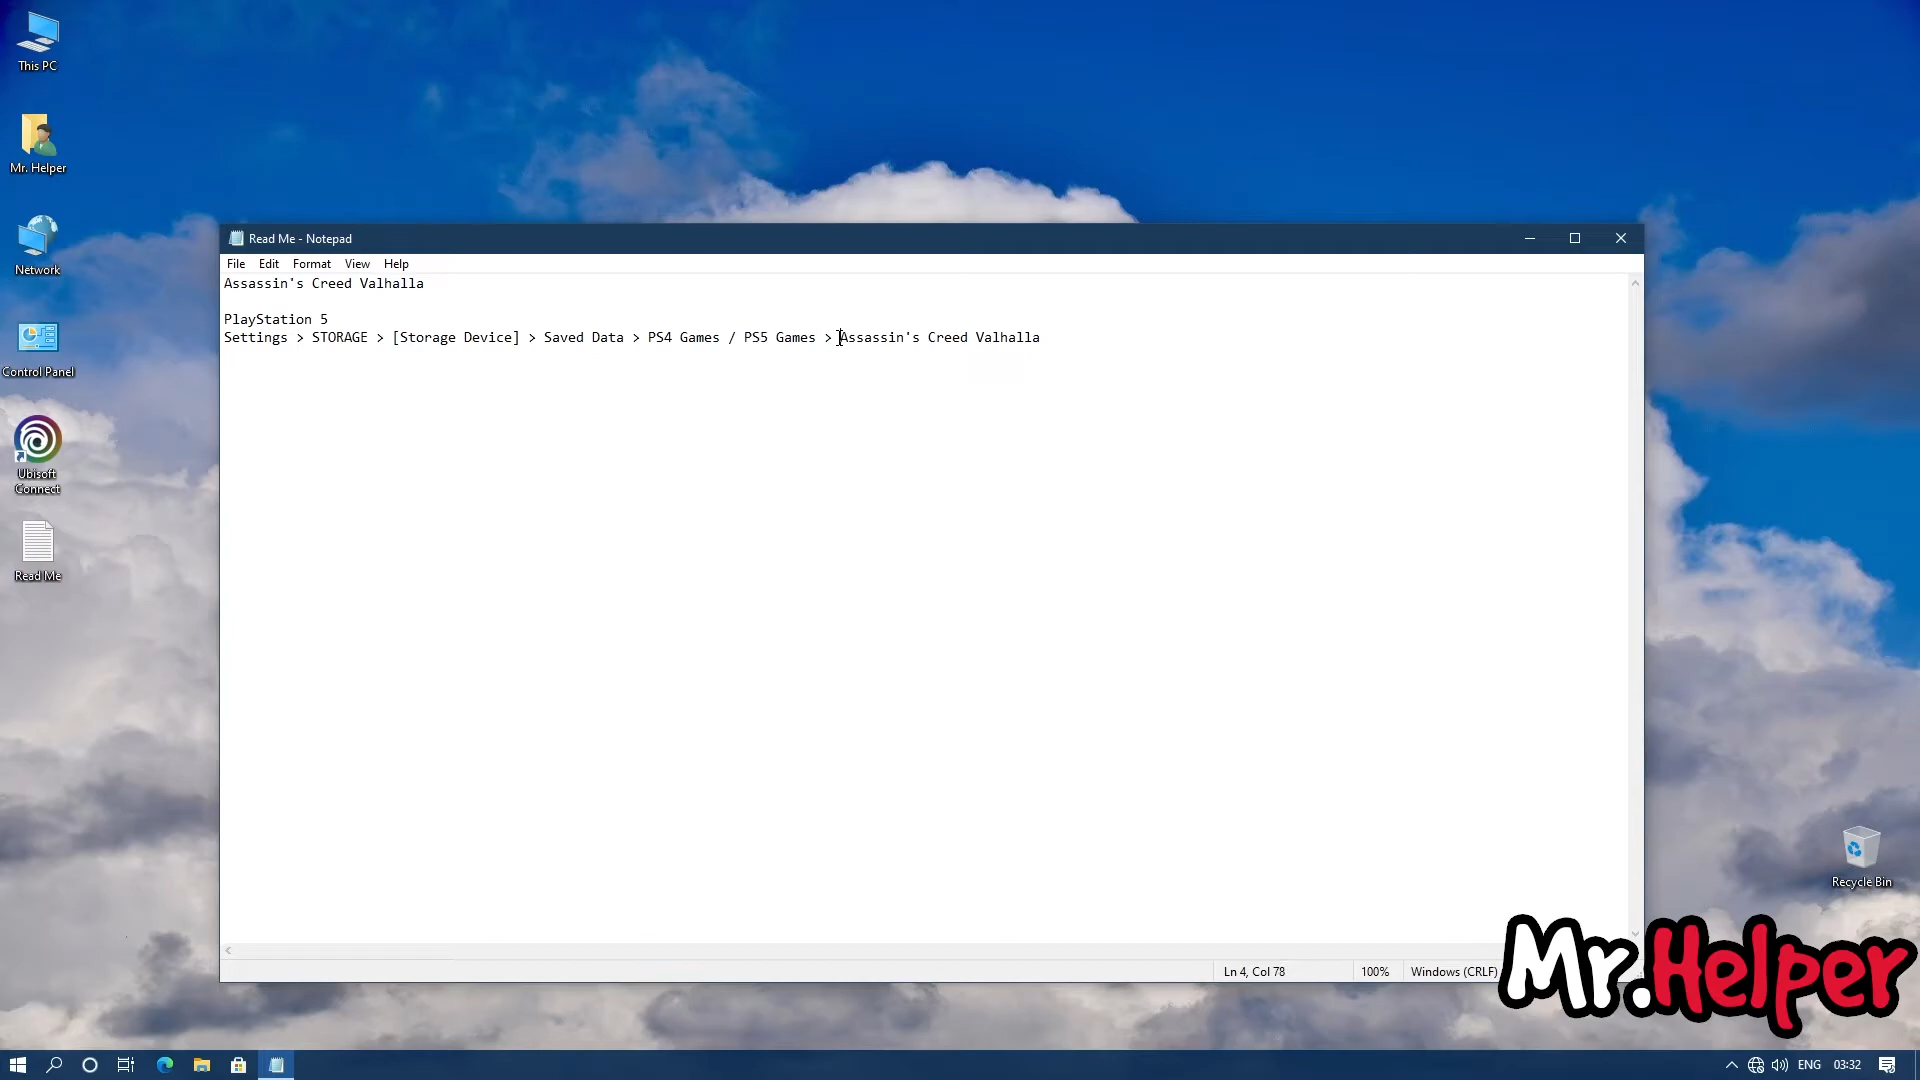 This PC
Mr. Helper
Network
Control Panel
Ubisoft
Connect
Read Me
Read Me - Notepad
File Edit Format View Help
Assassin's Creed Valhalla
PlayStation 5
Settings > STORAGE > [Storage Device] > Saved Data > PS4 Games / PS5 Games > Assassin's Creed Valhalla
Ln 4, Col 78
100%
Windows (CRLF)
Recycle Bin
Mr.Helper
ENG
03:32